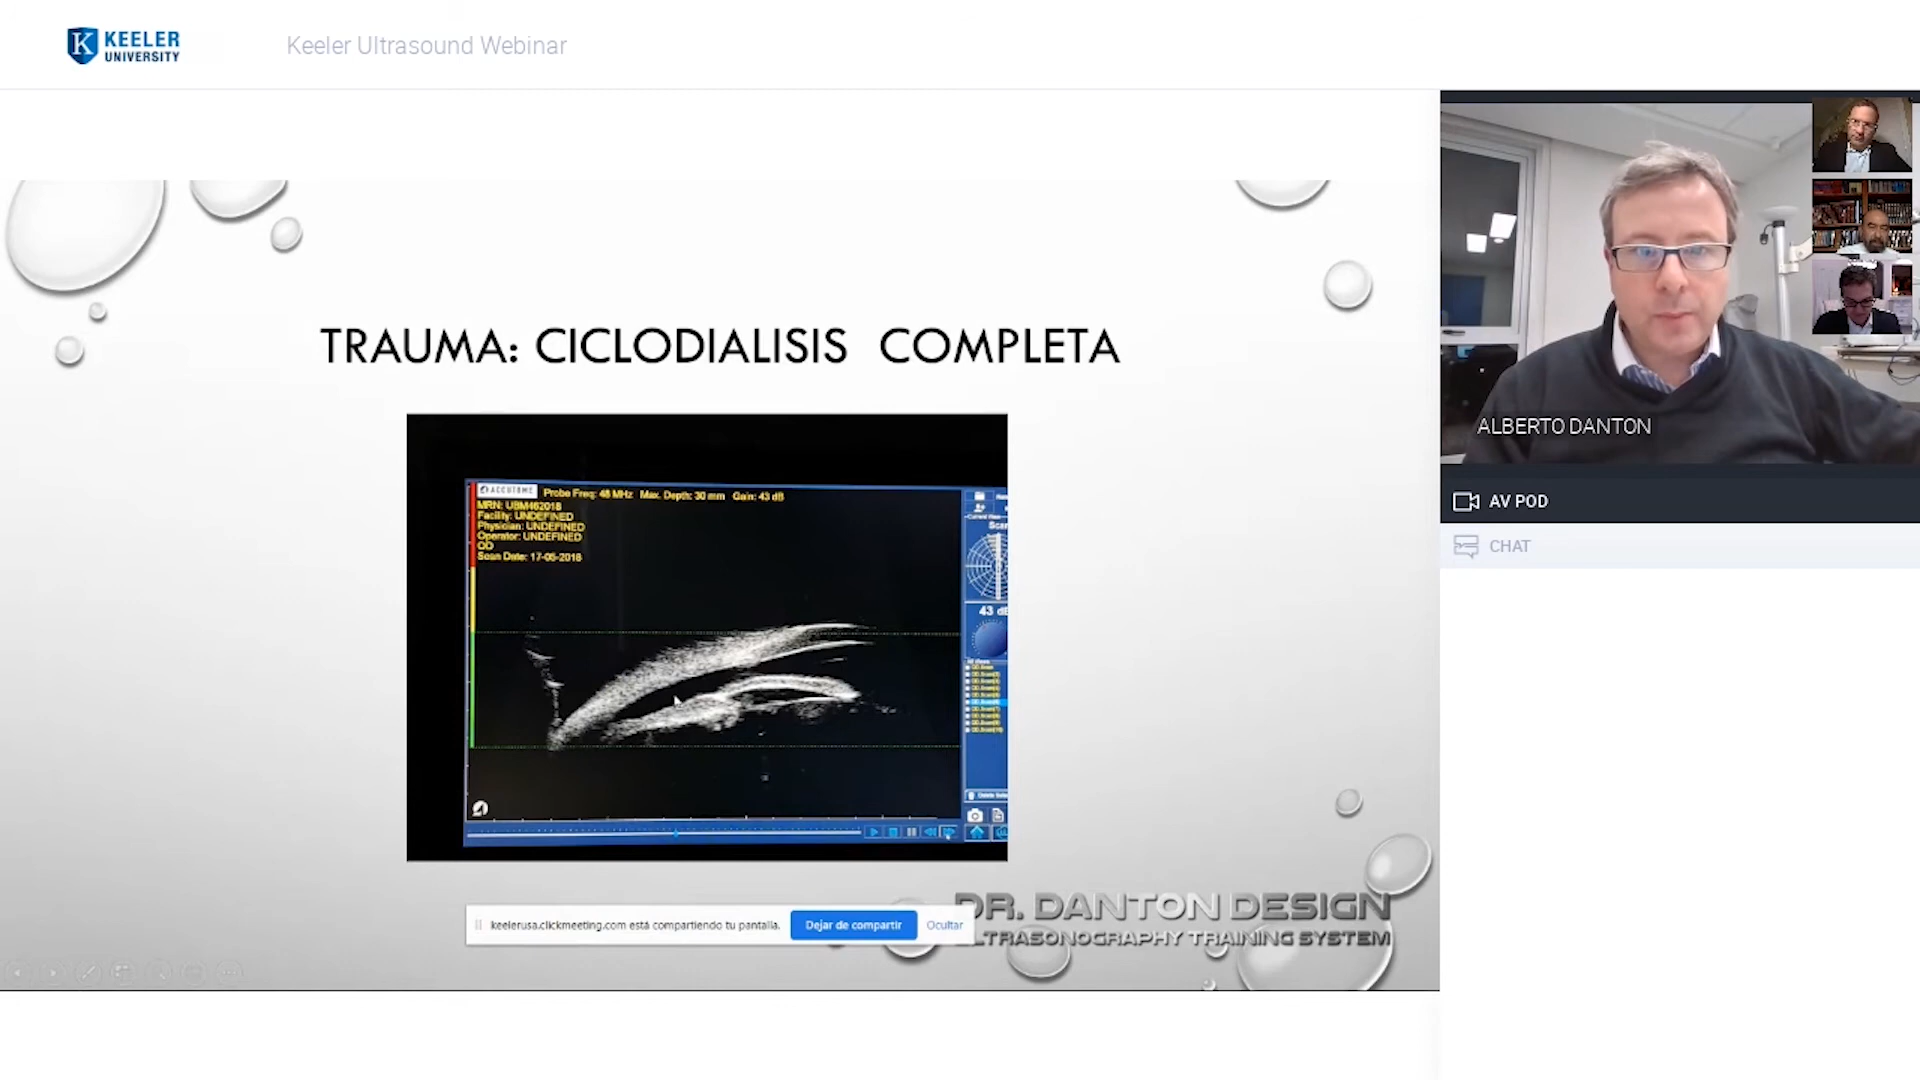 KEELER
UNIVERSITY
Keeler Ultrasound Webinar
TRAUMA: CICLODIALISIS COMPLETA
ACCUTOME
Probe Freq: 48 MHz Max. Depth: 30 mm Gain: 43 dB
MRN: UBM462018
Facility: UNDEFINED
Physician: UNDEFINED
Operator: UNDEFINED
OD
Scan Date: 17-05-2018
43 dB
keelerusa.clickmeeting.com está compartiendo tu pantalla.
Dejar de compartir
Ocultar
DR. DANTON DESIGN
ULTRASONOGRAPHY TRAINING SYSTEM
ALBERTO DANTON
AV POD
CHAT